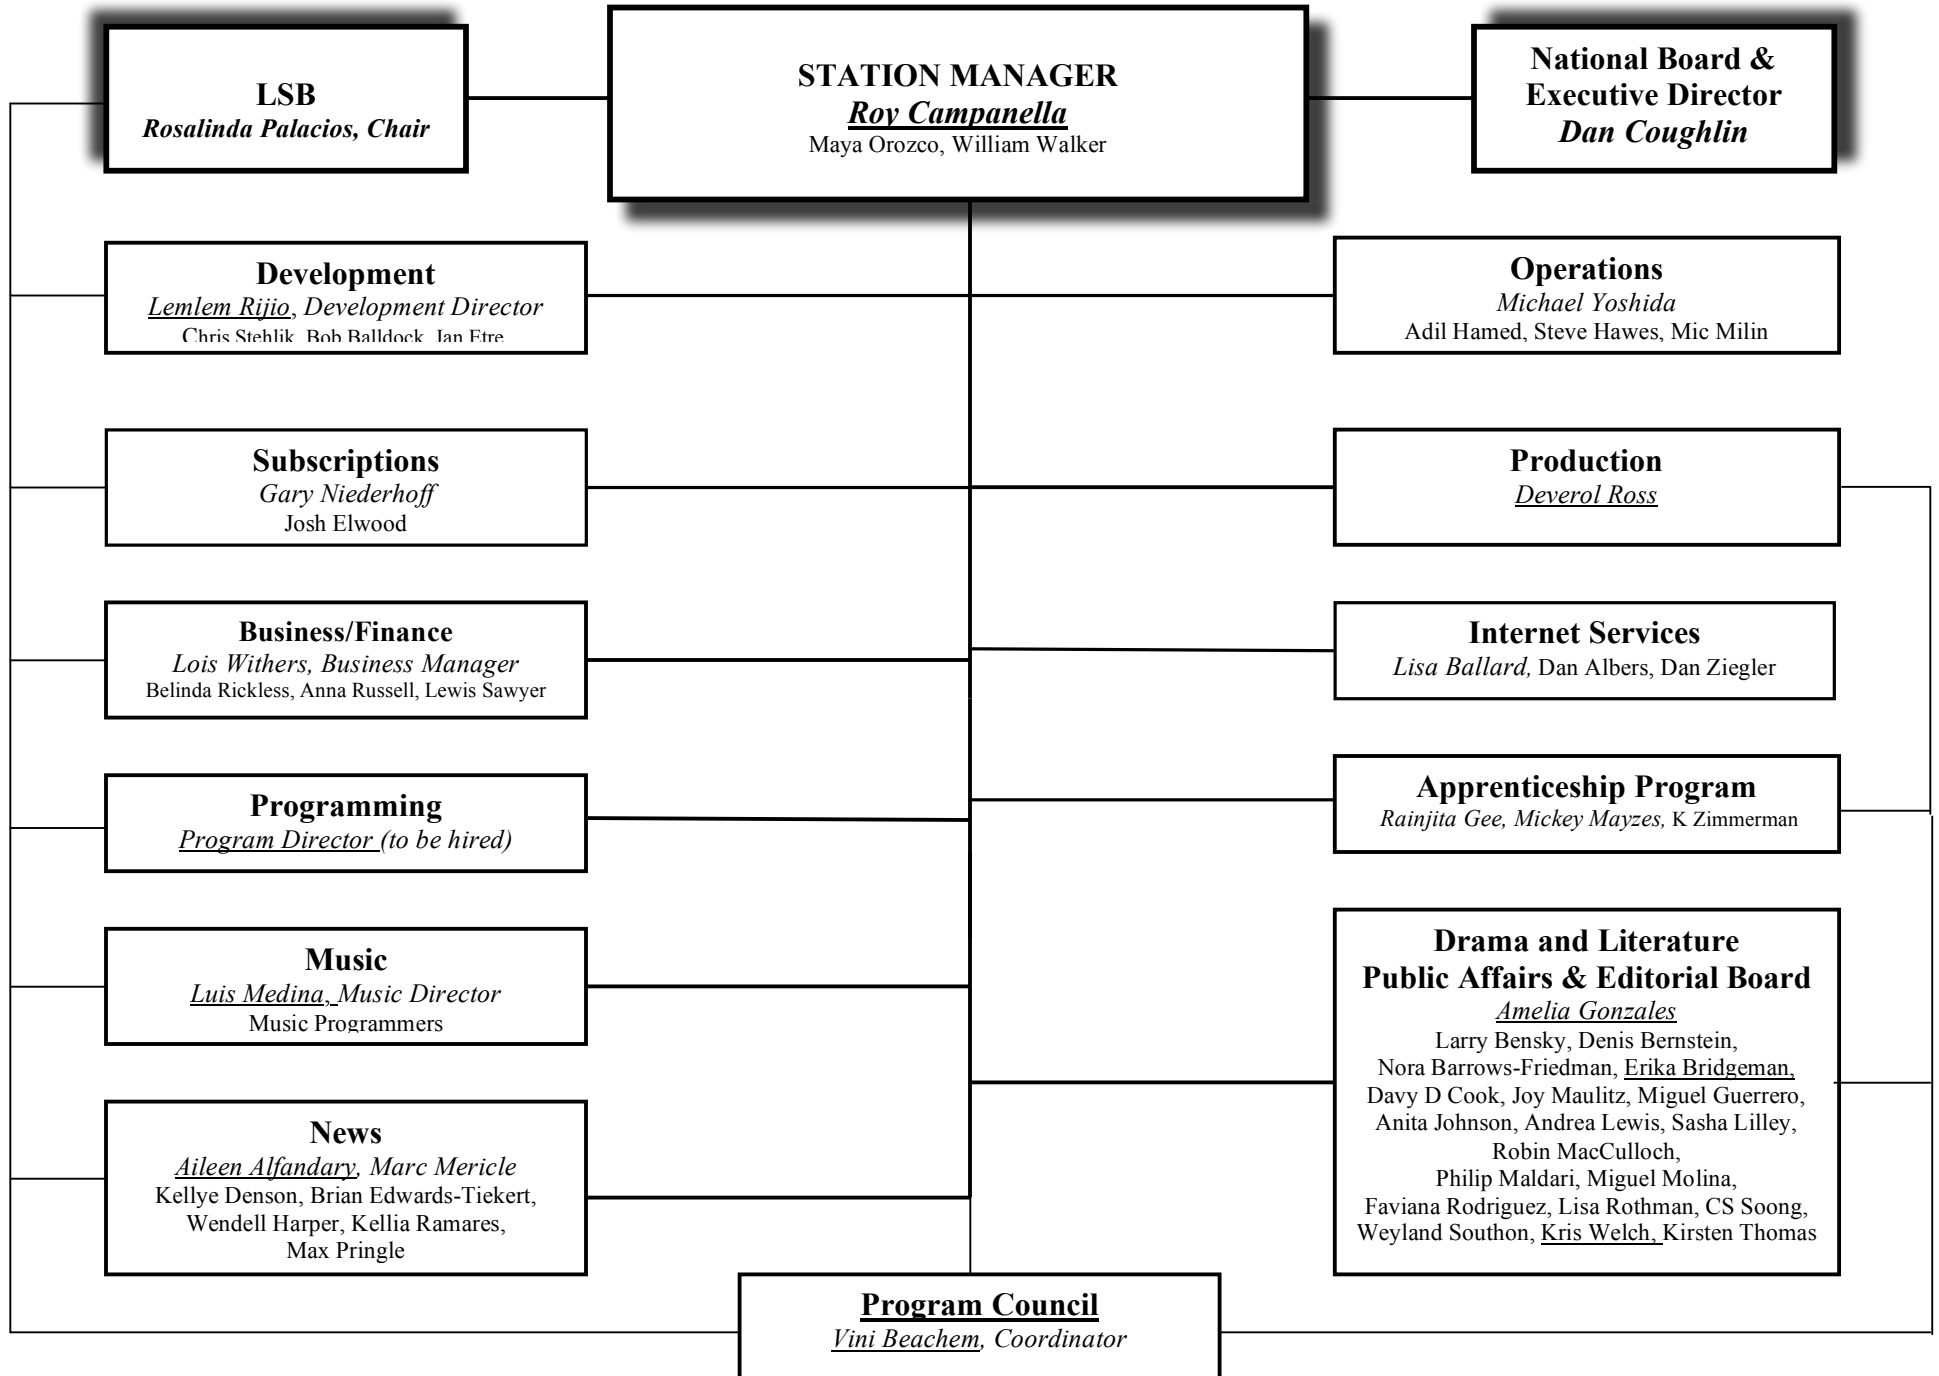 LSB
Rosalinda Palacios, Chair
STATION MANAGER
Roy Campanella
Maya Orozco, William Walker
National Board &
Executive Director
Dan Coughlin
Development
Lemlem Rijio, Development Director
Chris Stehlik, Bob Balldock, Jan Etre
Operations
Michael Yoshida
Adil Hamed, Steve Hawes, Mic Milin
Subscriptions
Gary Niederhoff
Josh Elwood
Production
Deverol Ross
Business/Finance
Lois Withers, Business Manager
Belinda Rickless, Anna Russell, Lewis Sawyer
Internet Services
Lisa Ballard, Dan Albers, Dan Ziegler
Programming
Program Director (to be hired)
Apprenticeship Program
Rainjita Gee, Mickey Mayzes, K Zimmerman
Music
Luis Medina, Music Director
Music Programmers
Drama and Literature
Public Affairs & Editorial Board
Amelia Gonzales
Larry Bensky, Denis Bernstein,
Nora Barrows-Friedman, Erika Bridgeman,
Davy D Cook, Joy Maulitz, Miguel Guerrero,
Anita Johnson, Andrea Lewis, Sasha Lilley,
Robin MacCulloch,
Philip Maldari, Miguel Molina,
Faviana Rodriguez, Lisa Rothman, CS Soong,
Weyland Southon, Kris Welch, Kirsten Thomas
News
Aileen Alfandary, Marc Mericle
Kellye Denson, Brian Edwards-Tiekert,
Wendell Harper, Kellia Ramares,
Max Pringle
Program Council
Vini Beachem, Coordinator